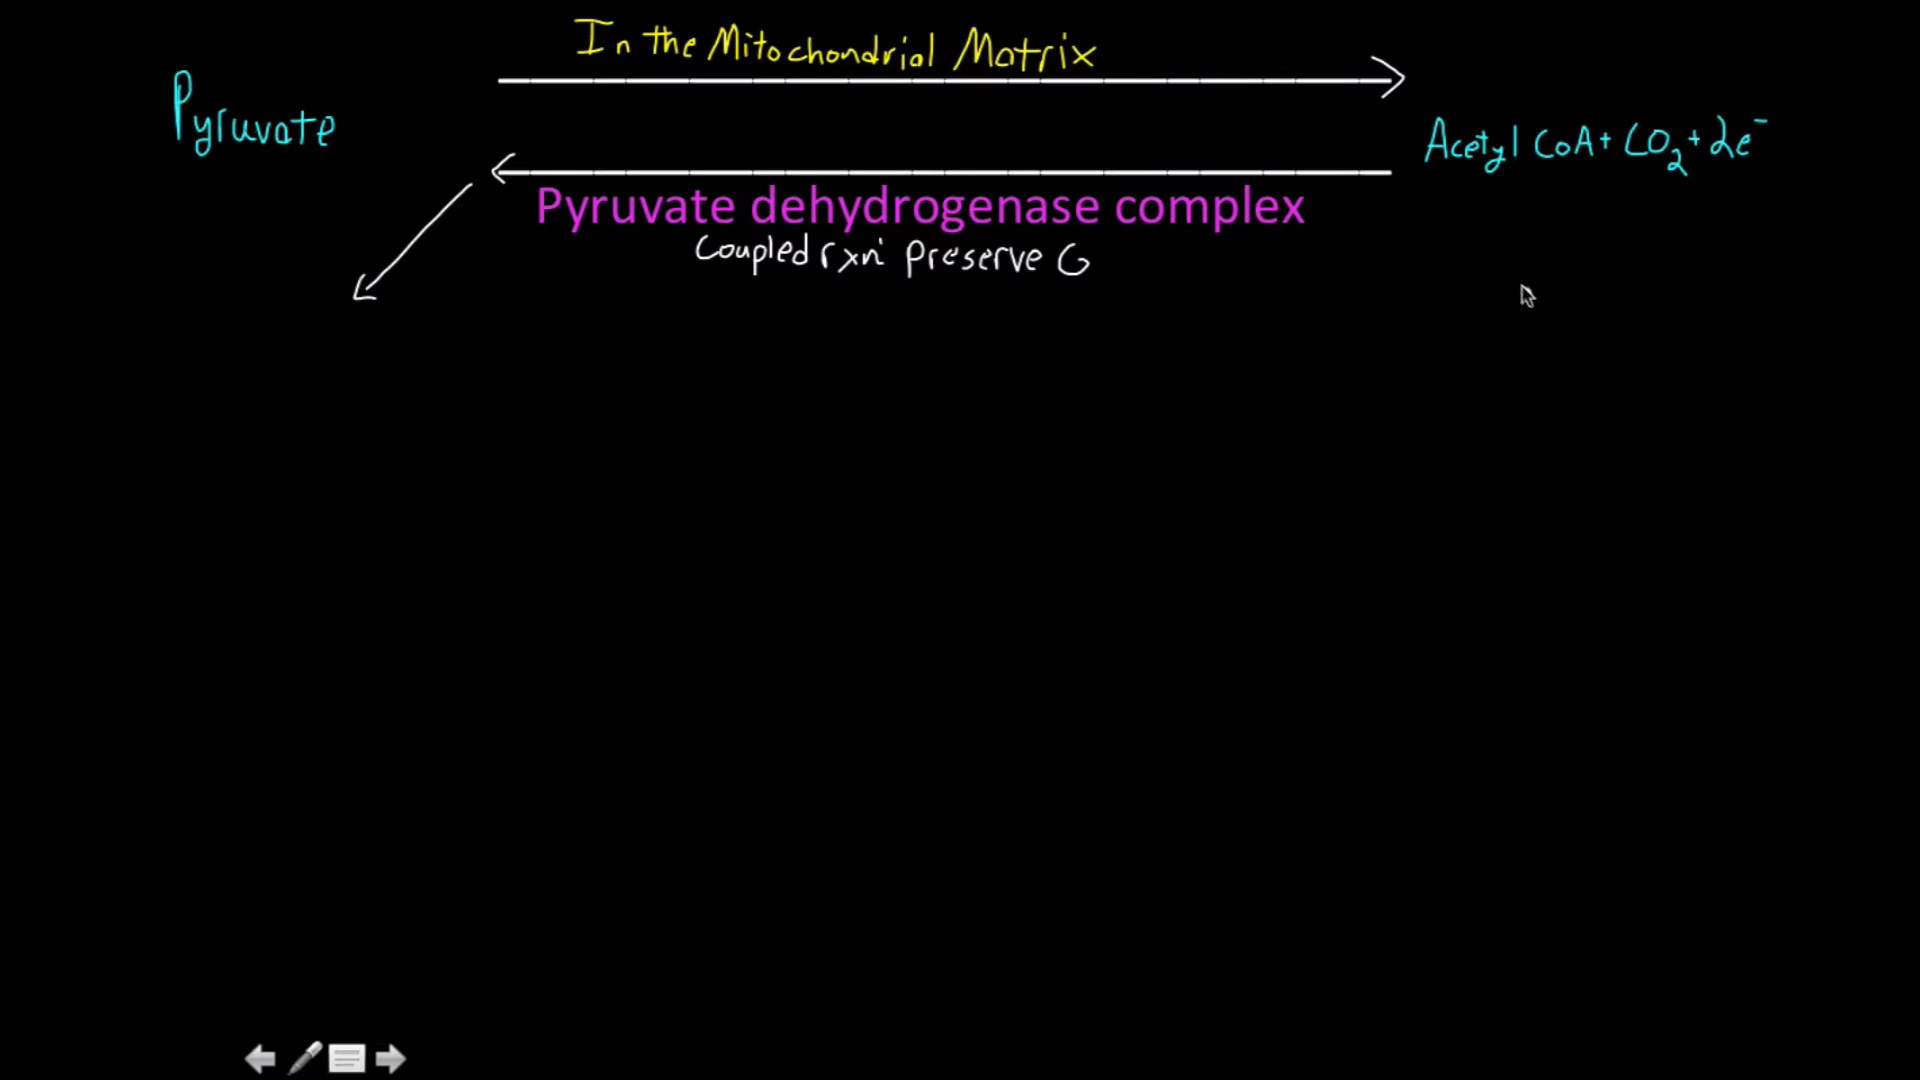 In the Mitochondrial Matrix
Pyruvate
Acetyl CoA + CO2 + 2e-
Pyruvate dehydrogenase complex
Coupled rxn: Preserve G